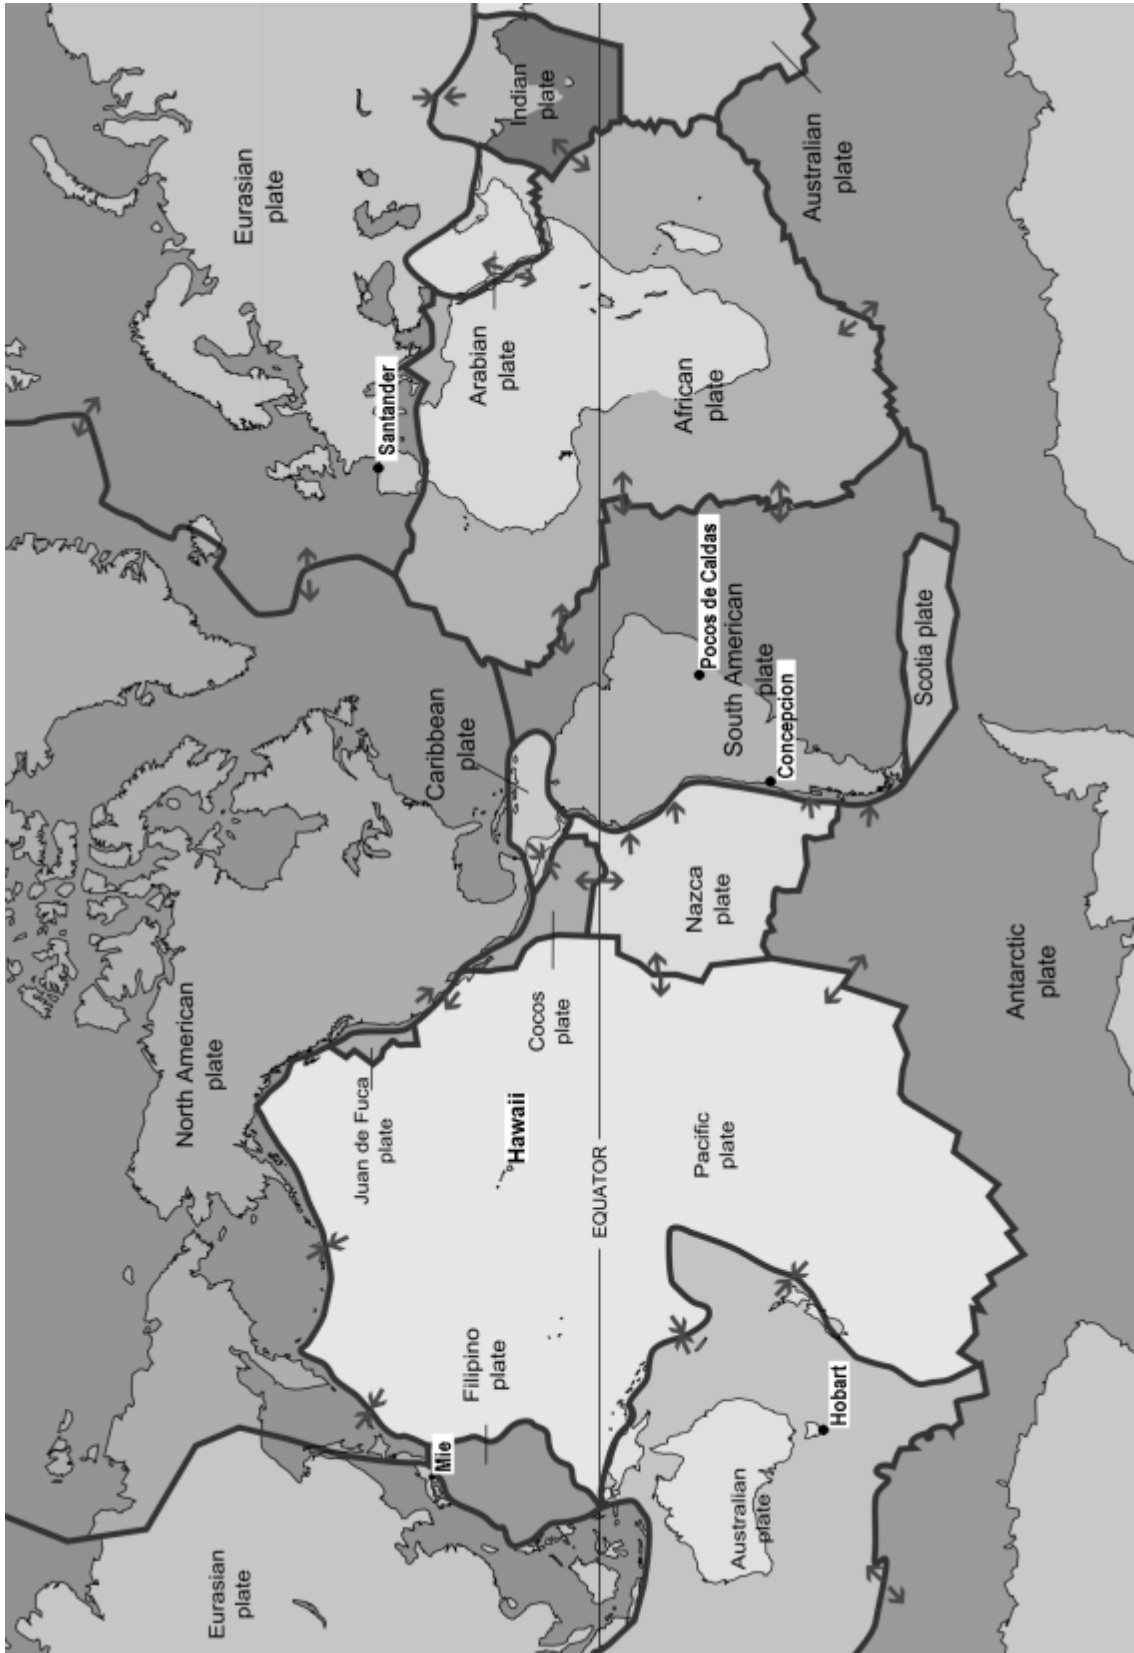 Eurasian
plate
North American
plate
Eurasian
plate
Juan de Fuca
plate
Caribbean
plate
Santander
Arabian
plate
Indian
plate
Filipino
plate
Mie
Hawaii
Cocos
plate
EQUATOR
Pacific
plate
Nazca
plate
Pocos de Caldas
South American
plate
Concepcion
African
plate
Australian
plate
Australian
plate
Hobart
Scotia plate
Antarctic
plate